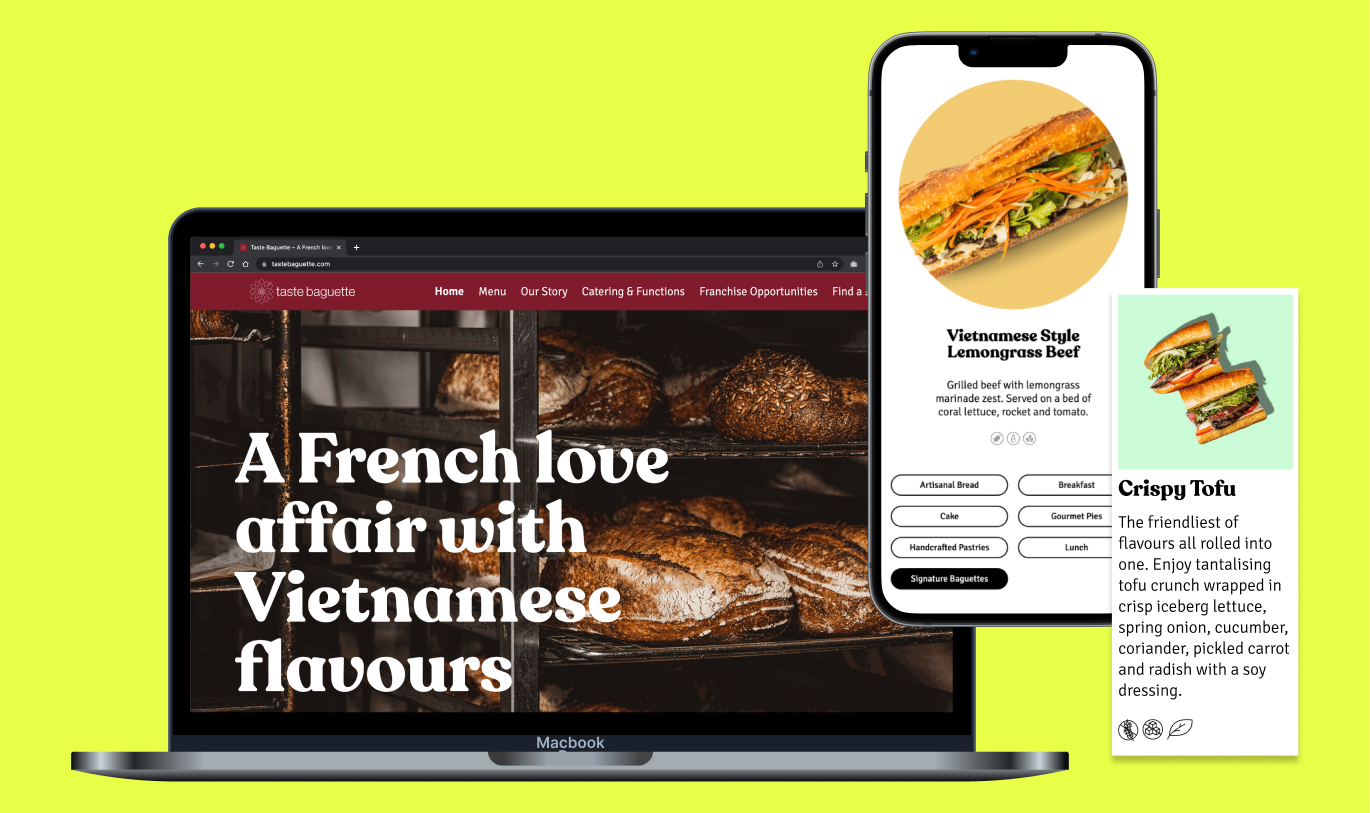 Taste Baguette – A French love
tastebaguette.com
taste baguette
Home Menu Our Story Catering & Functions Franchise Opportunities Find a
A French love
affair with
Vietnamese
flavours
Macbook
Vietnamese Style
Lemongrass Beef
Grilled beef with lemongrass
marinade zest. Served on a bed of
coral lettuce, rocket and tomato.
Artisanal Bread
Breakfast
Cake
Gourmet Pies
Handcrafted Pastries
Lunch
Signature Baguettes
Crispy Tofu
The friendliest of
flavours all rolled into
one. Enjoy tantalising
tofu crunch wrapped in
crisp iceberg lettuce,
spring onion, cucumber,
coriander, pickled carrot
and radish with a soy
dressing.